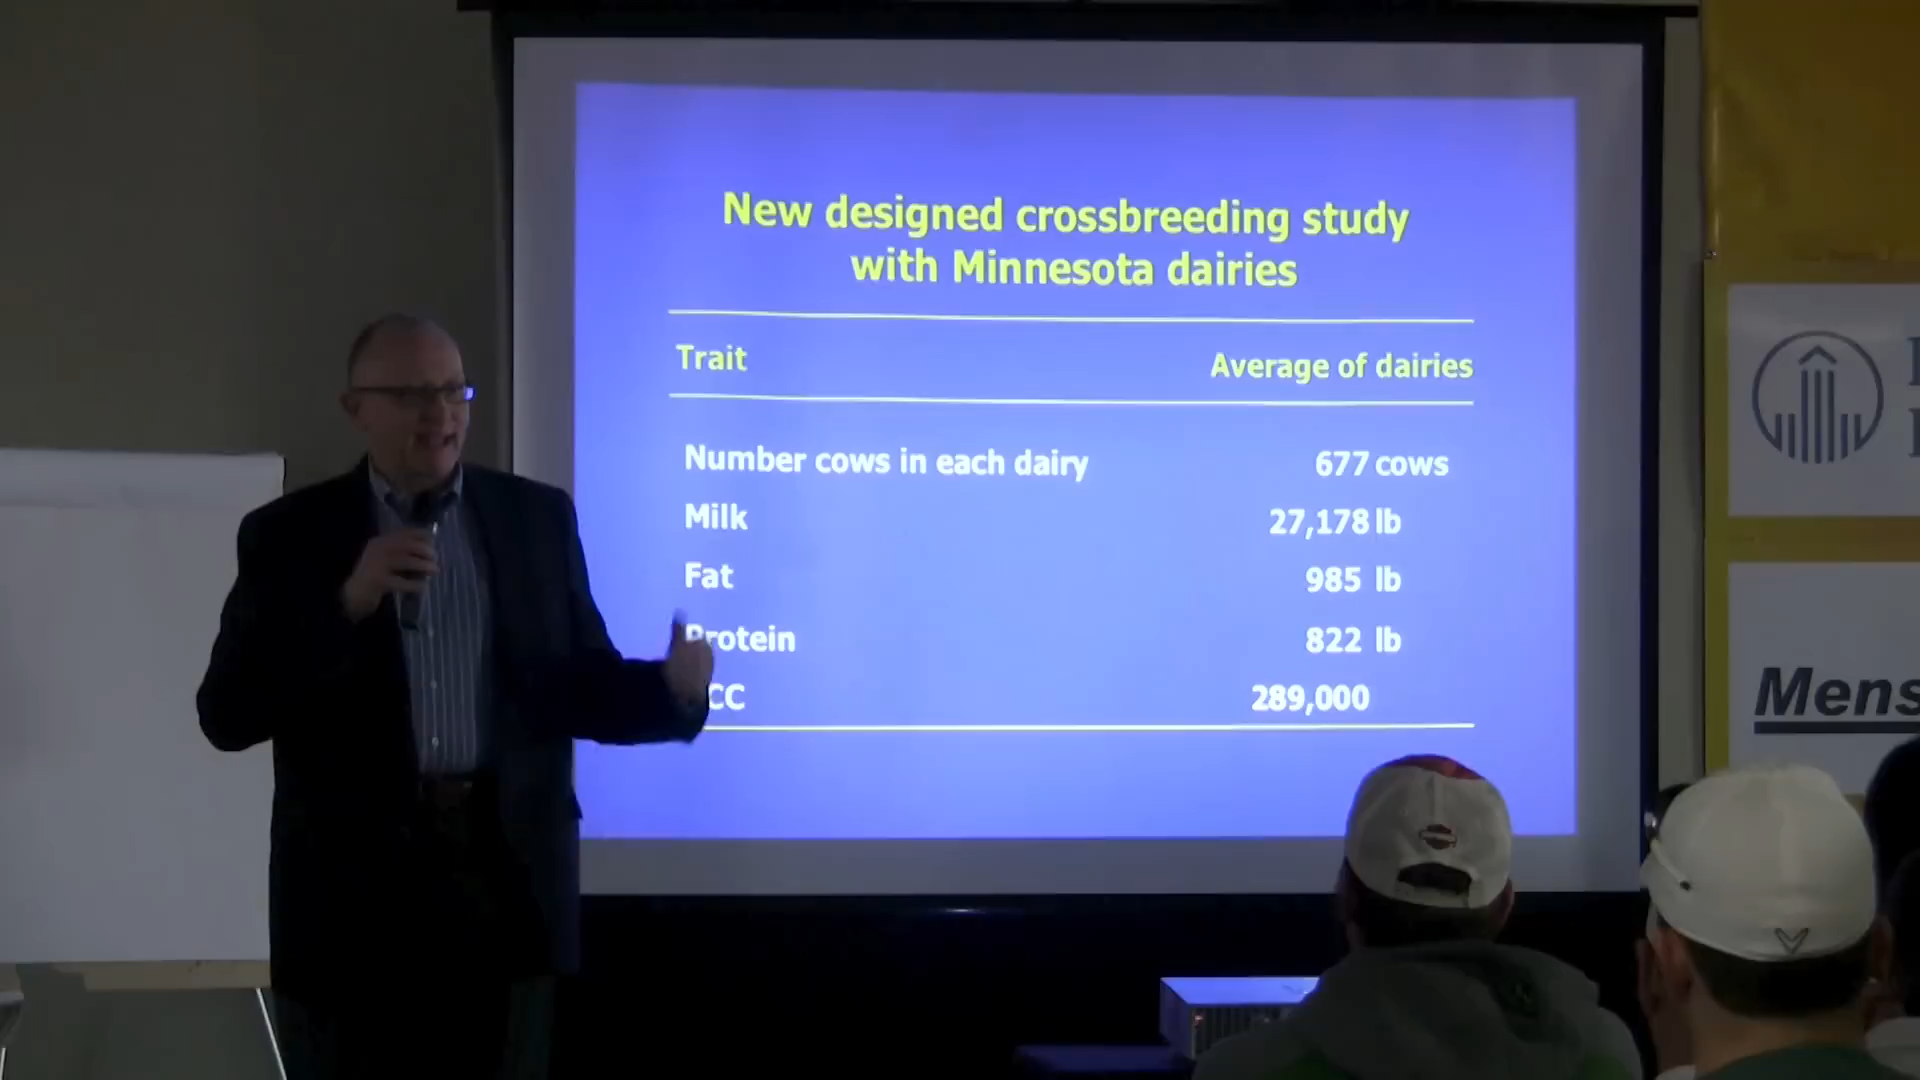 New designed crossbreeding study
with Minnesota dairies
Trait Average of dairies
Number cows in each dairy 677 cows
Milk 27,178 lb
Fat 985 lb
Protein 822 lb
CC 289,000
Mens